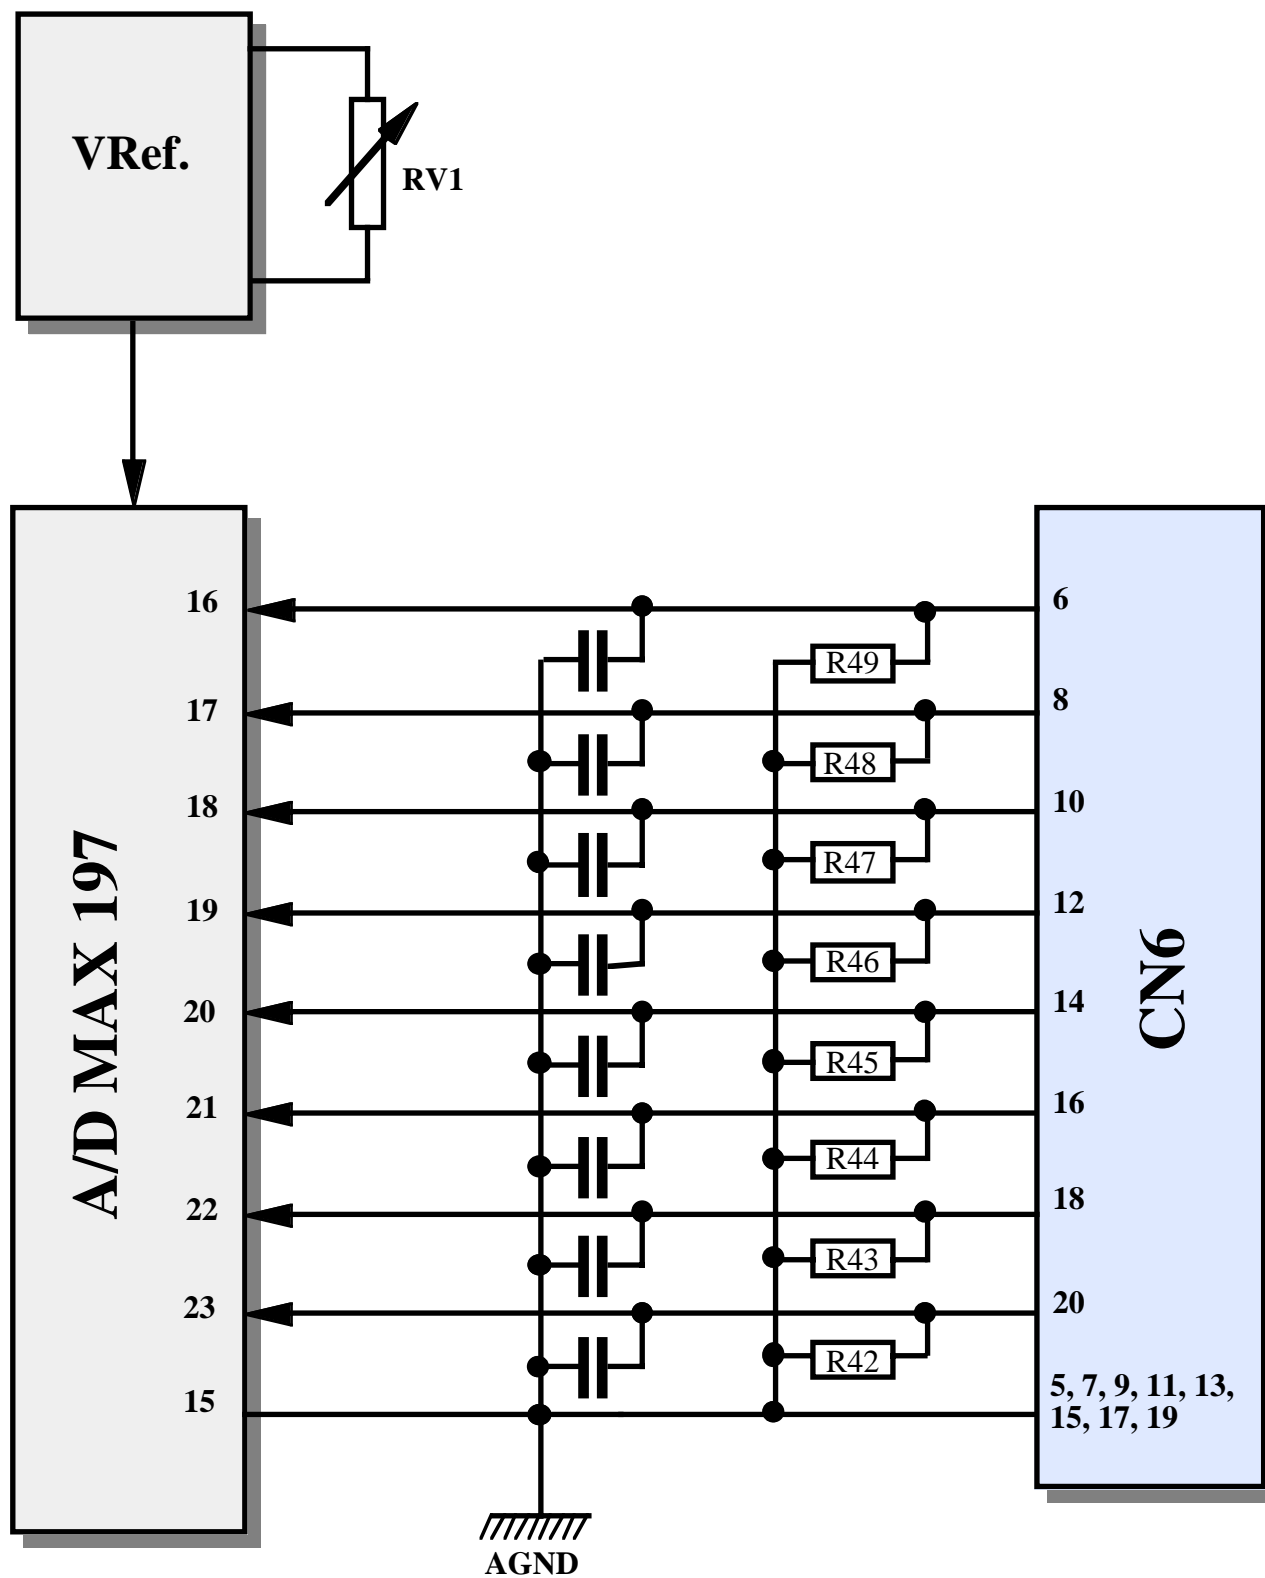 VRef.
RV1
16
6
R49
17
8
R48
18
10
R47
A/D MAX 197
19
12
R46
CN6
20
14
R45
21
16
R44
22
18
R43
23
20
R42
15
5, 7, 9, 11, 13,
15, 17, 19
AGND